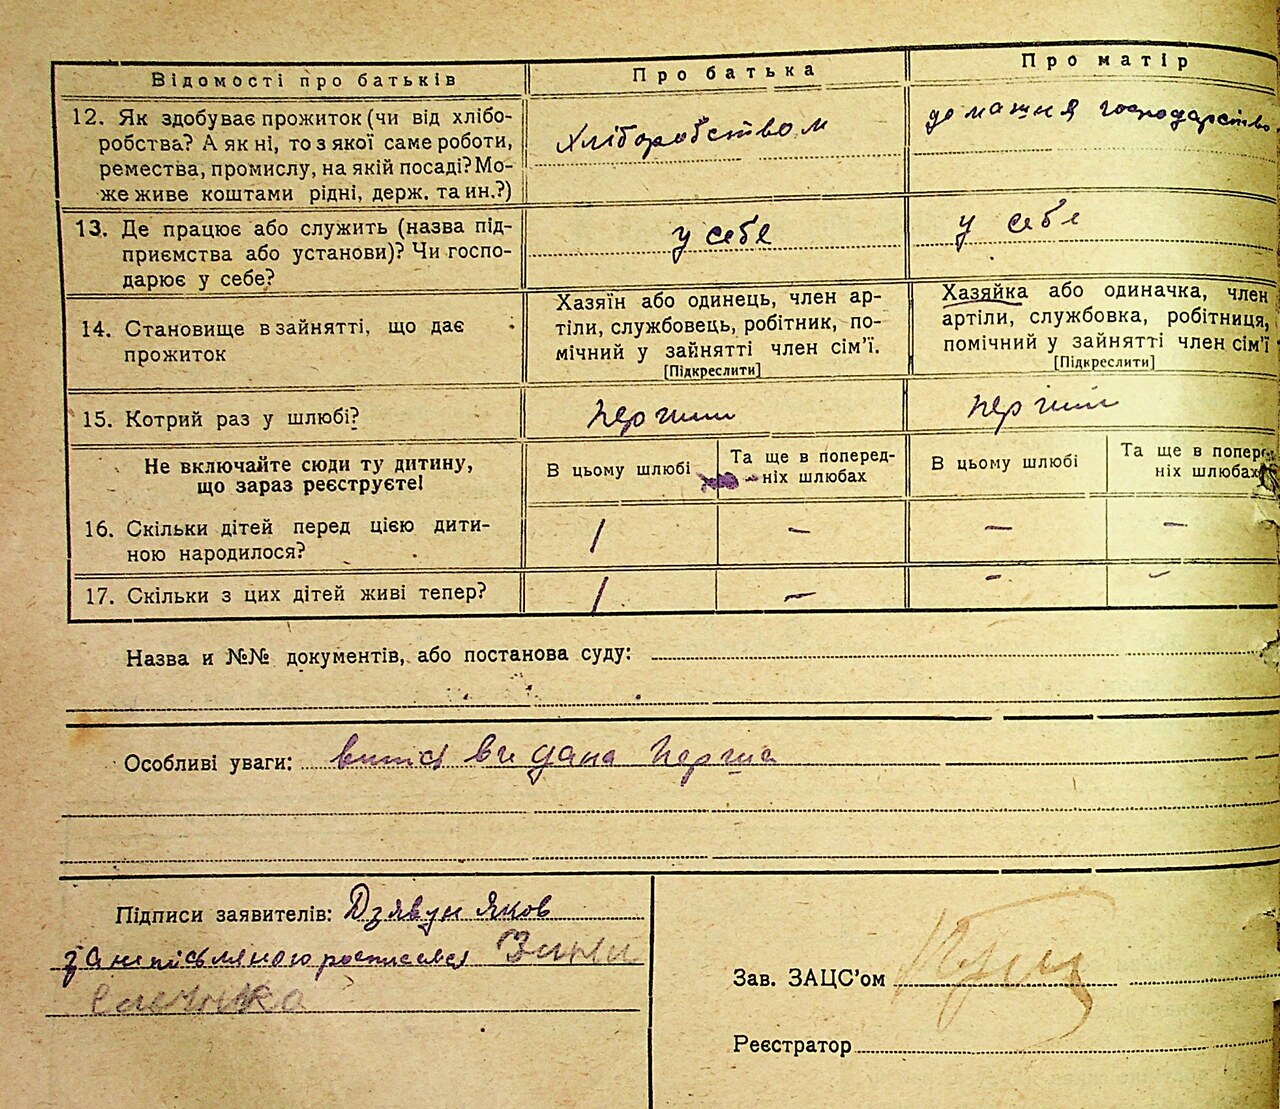 Відомості про батьків
Про батька
Про матір
12. Як здобуває прожиток (чи від хлібо-
робства? А як ні, то з якої саме роботи,
ремества, промислу, на якій посаді? Мо-
же живе коштами рідні, держ. та ин.?)
хліборобством
домашня господарство
13. Де працює або служить (назва під-
приємства або установи)? Чи госпо-
дарює у себе?
у себе
у себе
14. Становище в зайнятті, що дає
прожиток
Хазяїн або одинець, член ар-
тіли, службовець, робітник, по-
мічний у зайнятті член сім'ї.
[Підкреслити]
Хазяйка або одиначка, член
артіли, службовка, робітниця,
помічний у зайнятті член сім'ї
[Підкреслити]
15. Котрий раз у шлюбі?
перший
перший
Не включайте сюди ту дитину,
що зараз реєструєте!
В цьому шлюбі
Та ще в поперед-
ніх шлюбах
В цьому шлюбі
Та ще в попере-
ніх шлюбах
16. Скільки дітей перед цією дити-
ною народилося?
1 – – –
17. Скільки з цих дітей живі тепер?
1 – – –
Назва и №№ документів, або постанова суду:
Особливі уваги: випись видана перша
Підписи заявителів: Дзявун Яков
за неписьменого росписався
Зав. ЗАЦС'ом
Реєстратор